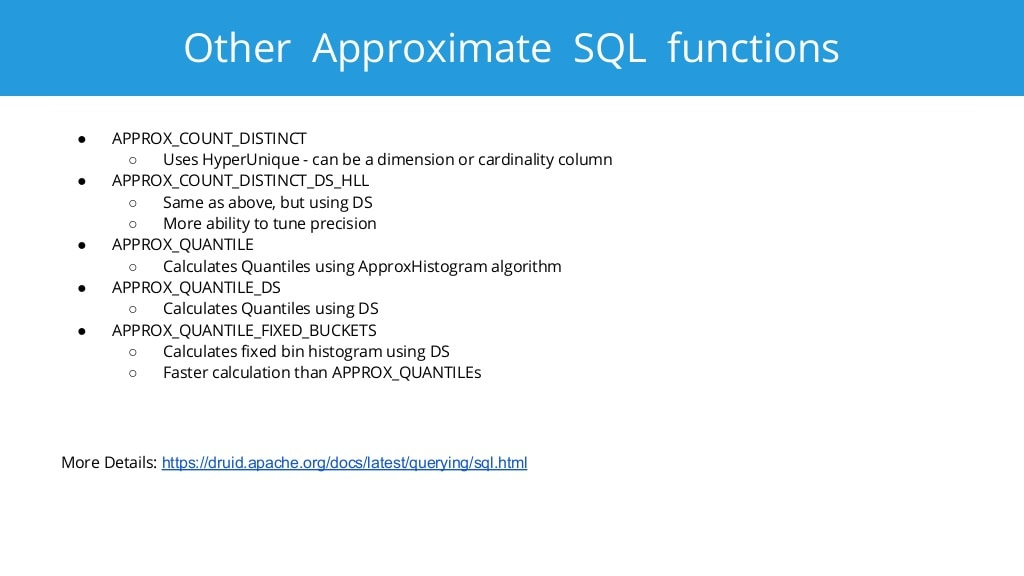 Other Approximate SQL functions
● APPROX_COUNT_DISTINCT
○ Uses HyperUnique - can be a dimension or cardinality column
● APPROX_COUNT_DISTINCT_DS_HLL
○ Same as above, but using DS
○ More ability to tune precision
● APPROX_QUANTILE
○ Calculates Quantiles using ApproxHistogram algorithm
● APPROX_QUANTILE_DS
○ Calculates Quantiles using DS
● APPROX_QUANTILE_FIXED_BUCKETS
○ Calculates fixed bin histogram using DS
○ Faster calculation than APPROX_QUANTILEs
More Details: https://druid.apache.org/docs/latest/querying/sql.html